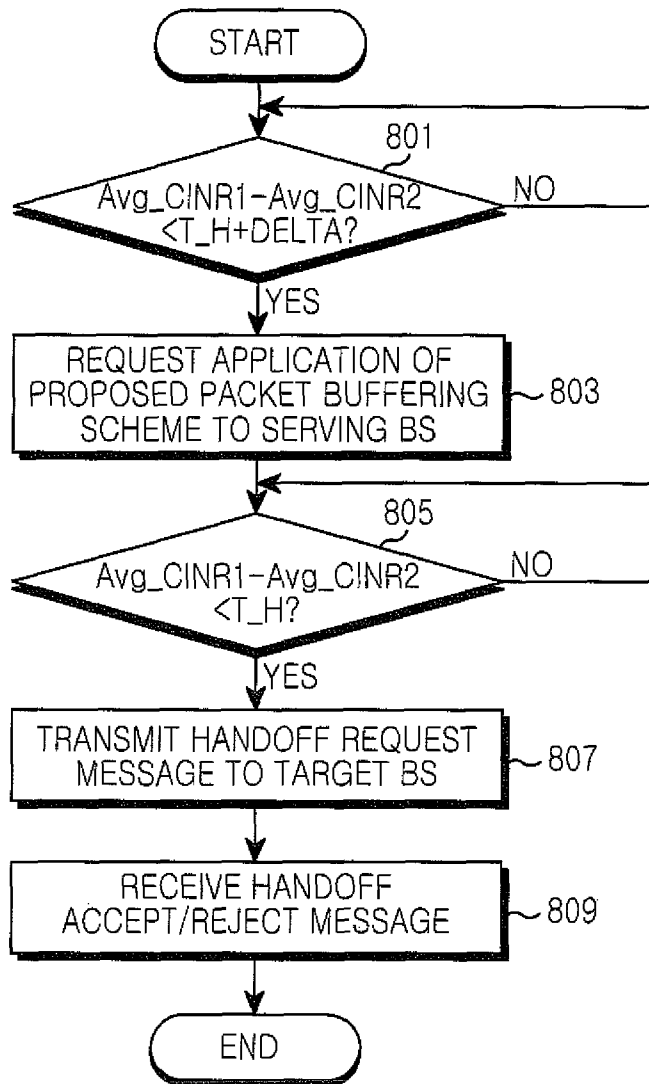 START
801
Avg_CINR1-Avg_CINR2
<T_H+DELTA?
NO
YES
REQUEST APPLICATION OF
PROPOSED PACKET BUFFERING
SCHEME TO SERVING BS
803
805
Avg_CINR1-Avg_CINR2
<T_H?
NO
YES
TRANSMIT HANDOFF REQUEST
MESSAGE TO TARGET BS
807
RECEIVE HANDOFF
ACCEPT/REJECT MESSAGE
809
END